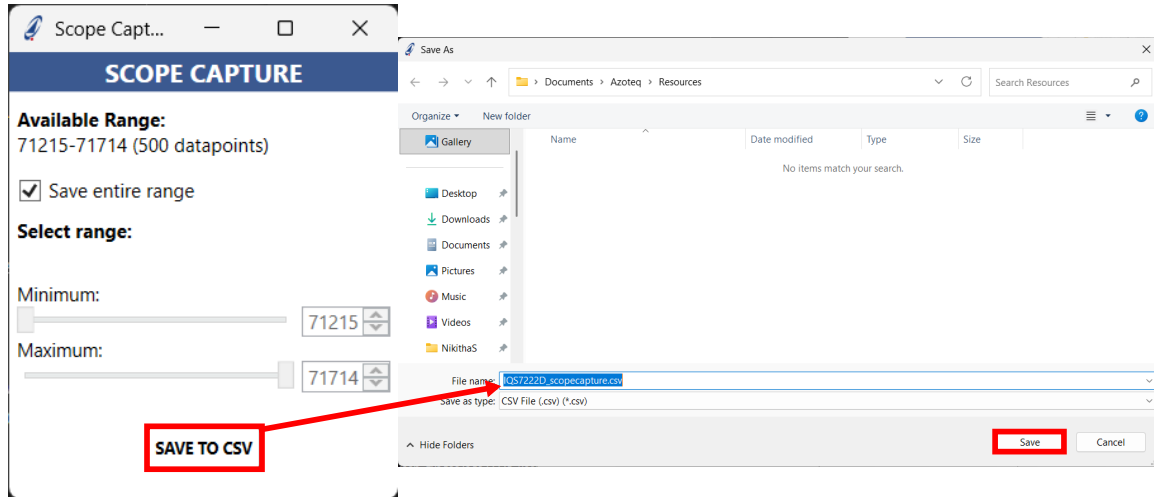 Scope Capt...
SCOPE CAPTURE
Available Range:
71215-71714 (500 datapoints)
Save entire range
Select range:
Minimum:
71215
Maximum:
71714
SAVE TO CSV
Save As
Documents > Azoteq > Resources
Search Resources
Organize
New folder
Name
Date modified
Type
Size
No items match your search.
Gallery
Desktop
Downloads
Documents
Pictures
Music
Videos
NikithaS
File name: IQS7222D_scopecapture.csv
Save as type: CSV File (.csv) (*.csv)
Hide Folders
Save
Cancel